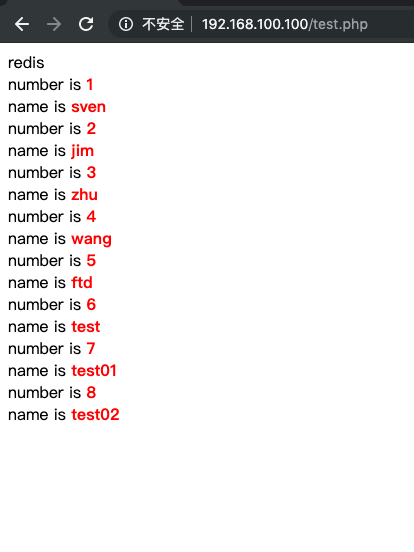 不安全 192.168.100.100/test.php
redis
number is 1
name is sven
number is 2
name is jim
number is 3
name is zhu
number is 4
name is wang
number is 5
name is ftd
number is 6
name is test
number is 7
name is test01
number is 8
name is test02